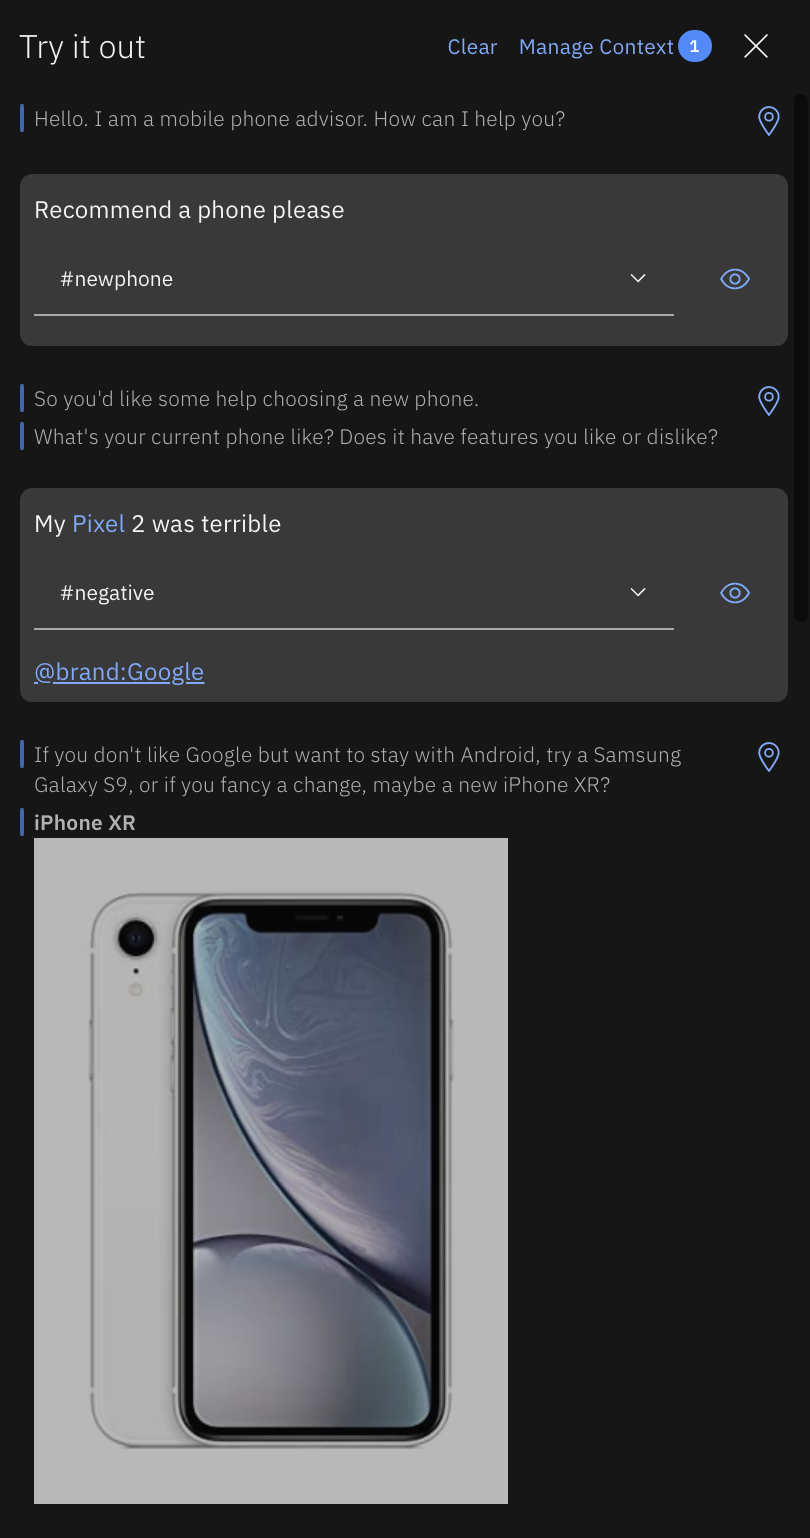 Try it out
Clear
Manage Context
1
Hello. I am a mobile phone advisor. How can I help you?
Recommend a phone please
#newphone
So you'd like some help choosing a new phone.
What's your current phone like? Does it have features you like or dislike?
My Pixel 2 was terrible
#negative
@brand:Google
If you don't like Google but want to stay with Android, try a Samsung
Galaxy S9, or if you fancy a change, maybe a new iPhone XR?
iPhone XR